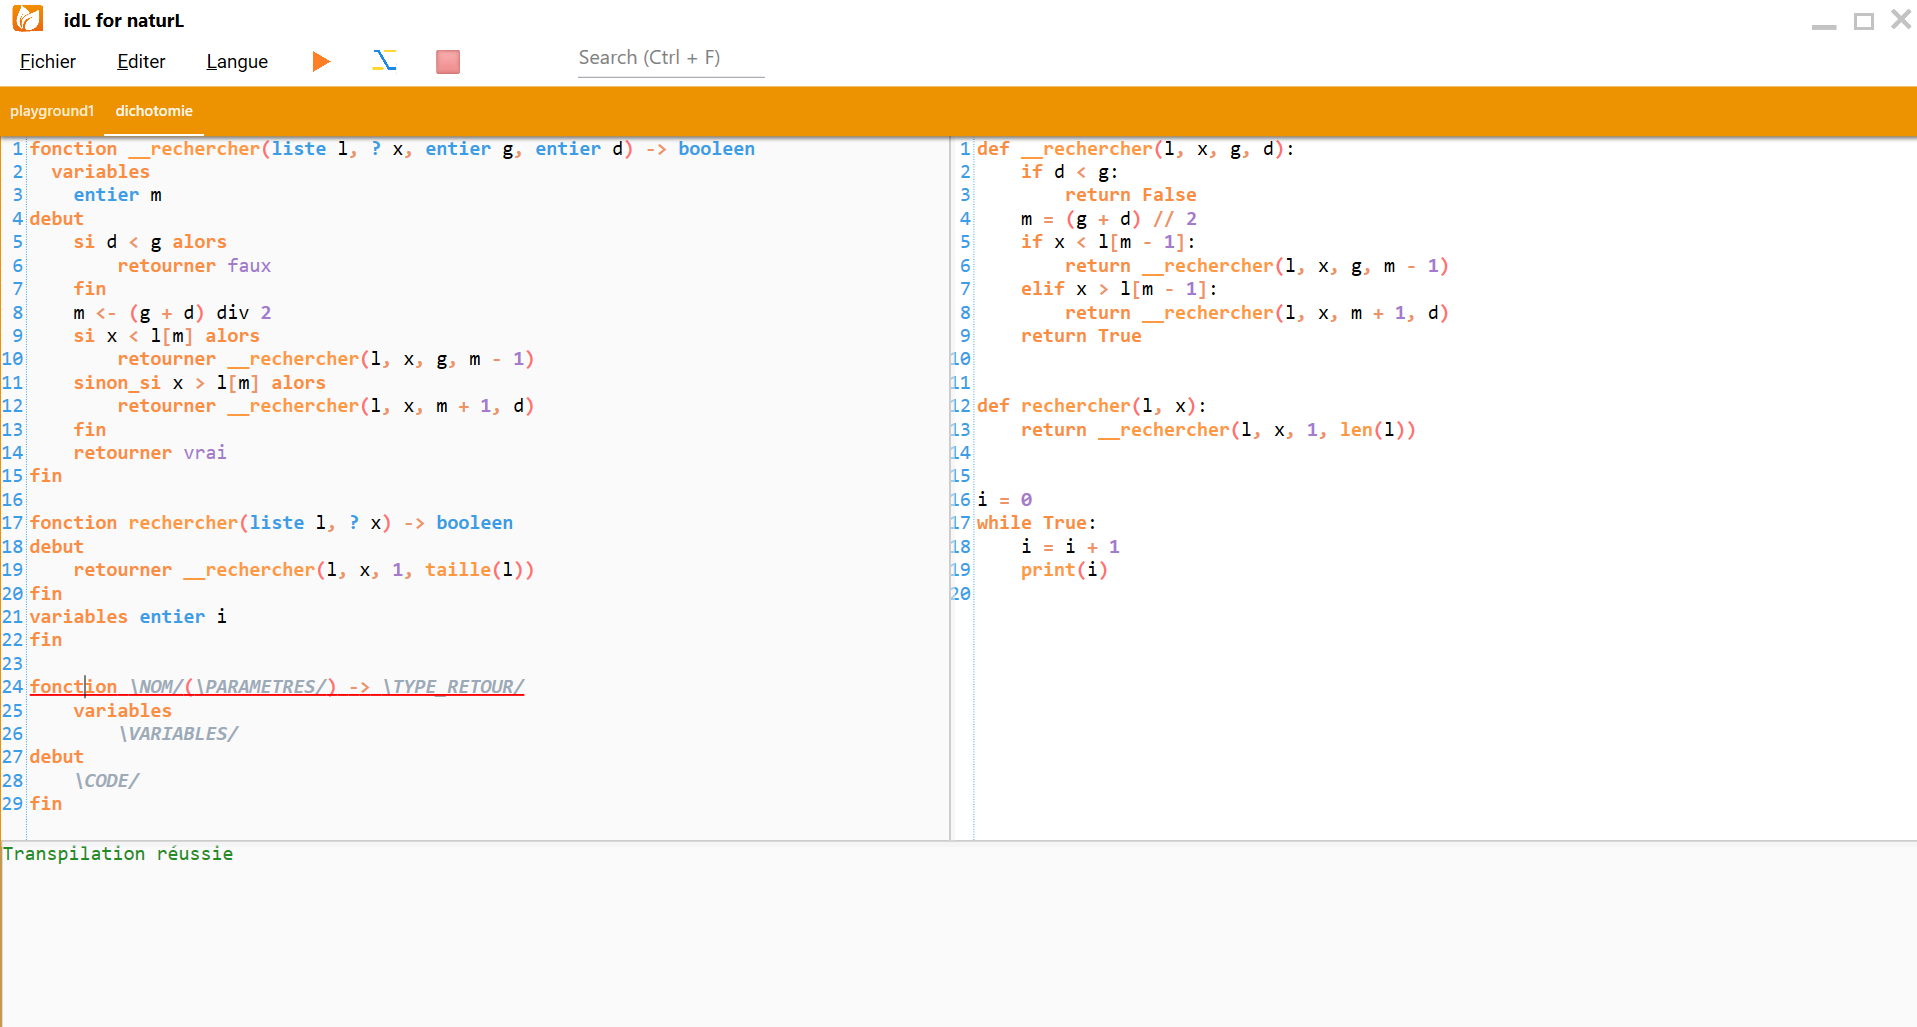 idL for naturL
Fichier Editer Langue Search (Ctrl + F)
playground1 dichotomie
1 fonction __rechercher(liste l, ? x, entier g, entier d) -> booleen
2   variables
3     entier m
4 debut
5     si d < g alors
6         retourner faux
7     fin
8     m <- (g + d) div 2
9     si x < l[m] alors
10         retourner __rechercher(l, x, g, m - 1)
11     sinon_si x > l[m] alors
12         retourner __rechercher(l, x, m + 1, d)
13     fin
14     retourner vrai
15 fin
16
17 fonction rechercher(liste l, ? x) -> booleen
18 debut
19     retourner __rechercher(l, x, 1, taille(l))
20 fin
21 variables entier i
22 fin
23
24 fonction \NOM/(\PARAMETRES/) -> \TYPE_RETOUR/
25     variables
26         \VARIABLES/
27 debut
28     \CODE/
29 fin
1 def __rechercher(l, x, g, d):
2     if d < g:
3         return False
4     m = (g + d) // 2
5     if x < l[m - 1]:
6         return __rechercher(l, x, g, m - 1)
7     elif x > l[m - 1]:
8         return __rechercher(l, x, m + 1, d)
9     return True
10
11
12 def rechercher(l, x):
13     return __rechercher(l, x, 1, len(l))
14
15
16 i = 0
17 while True:
18     i = i + 1
19     print(i)
20
Transpilation réussie